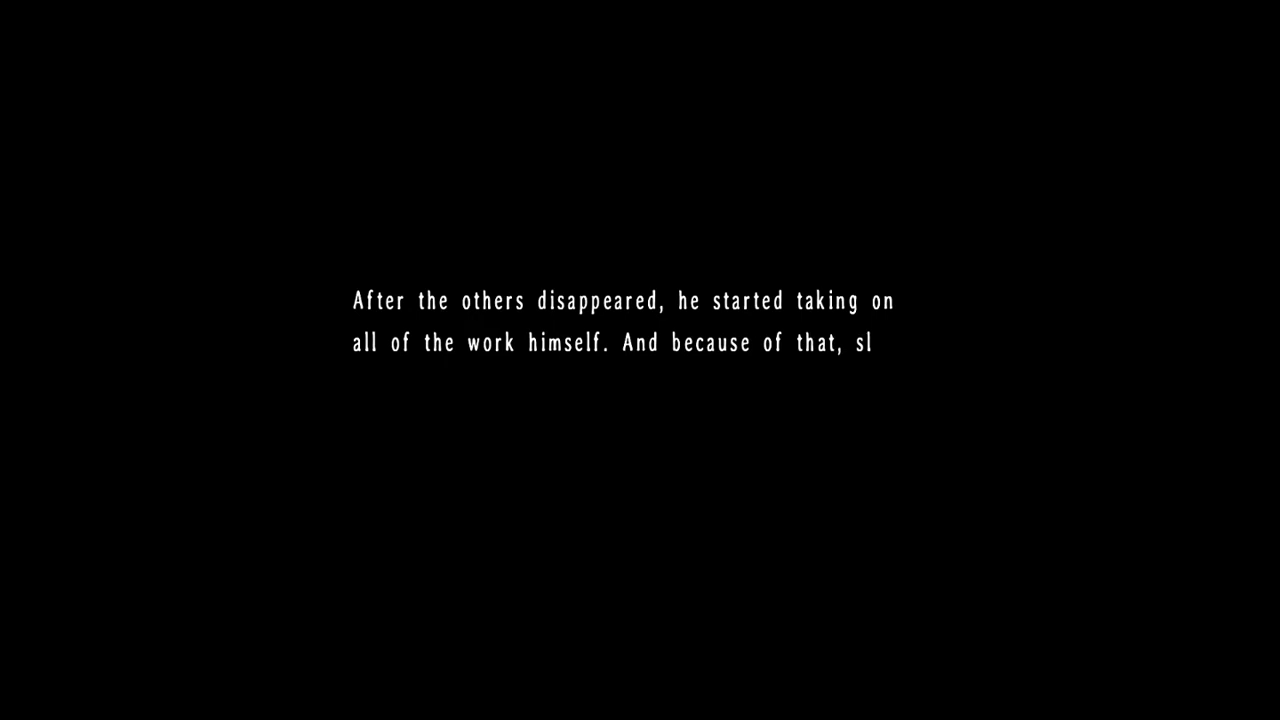 After the others disappeared, he started taking on
all of the work himself. And because of that, sl